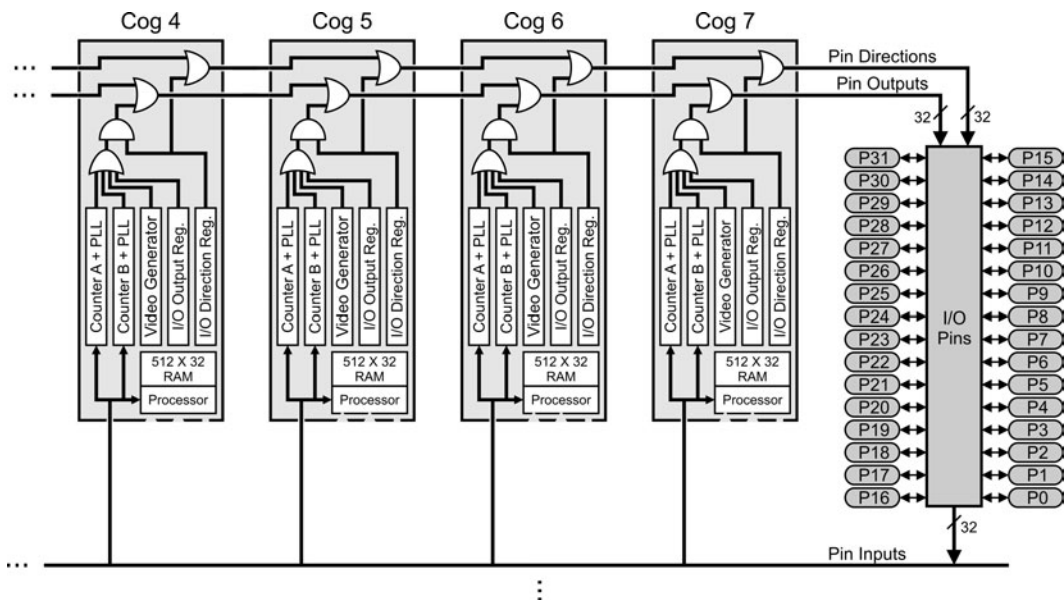 Cog 4
Cog 5
Cog 6
Cog 7
Pin Directions
Pin Outputs
32
32
Counter A + PLL
Counter B + PLL
Video Generator
I/O Output Reg.
I/O Direction Reg.
512 X 32
RAM
Processor
Counter A + PLL
Counter B + PLL
Video Generator
I/O Output Reg.
I/O Direction Reg.
512 X 32
RAM
Processor
Counter A + PLL
Counter B + PLL
Video Generator
I/O Output Reg.
I/O Direction Reg.
512 X 32
RAM
Processor
Counter A + PLL
Counter B + PLL
Video Generator
I/O Output Reg.
I/O Direction Reg.
512 X 32
RAM
Processor
P31
P30
P29
P28
P27
P26
P25
P24
P23
P22
P21
P20
P19
P18
P17
P16
I/O
Pins
P15
P14
P13
P12
P11
P10
P9
P8
P7
P6
P5
P4
P3
P2
P1
P0
32
Pin Inputs